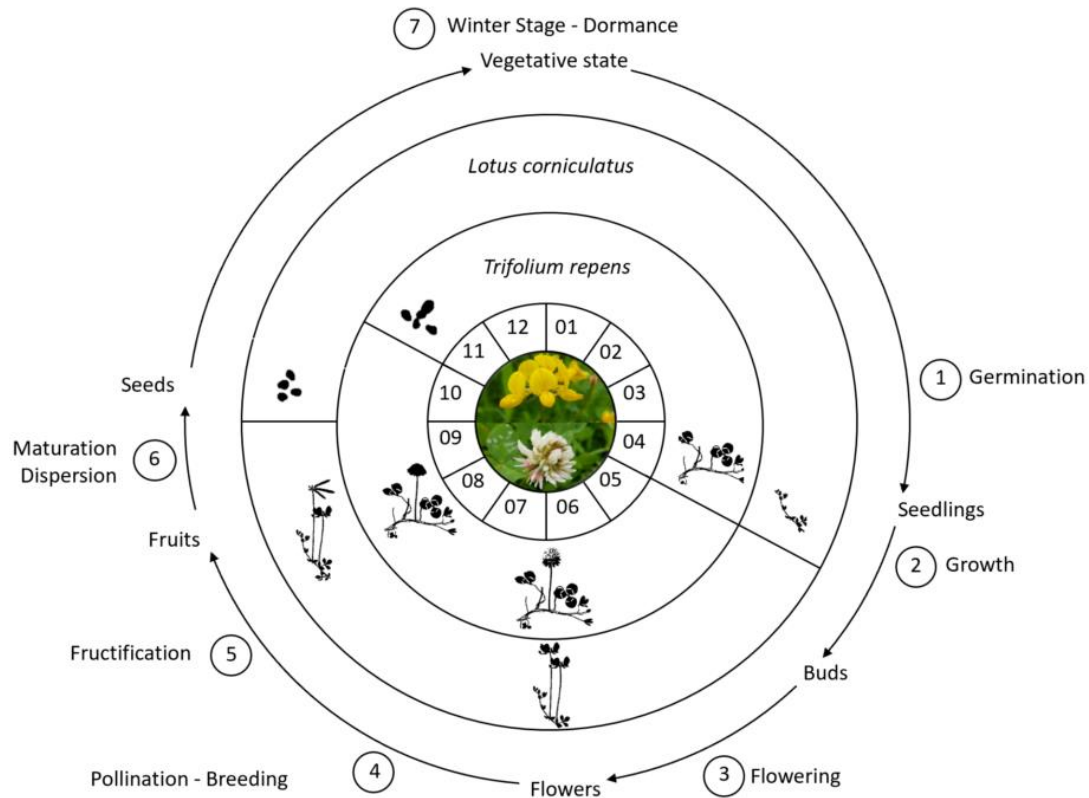 7 Winter Stage - Dormance
Vegetative state
Lotus corniculatus
Trifolium repens
12 01
11 02
10 03
09 04
08 05
07 06
1 Germination
Seedlings
2 Growth
Buds
3 Flowering
Flowers
4
Pollination - Breeding
Fructification 5
Fruits
Maturation
Dispersion 6
Seeds